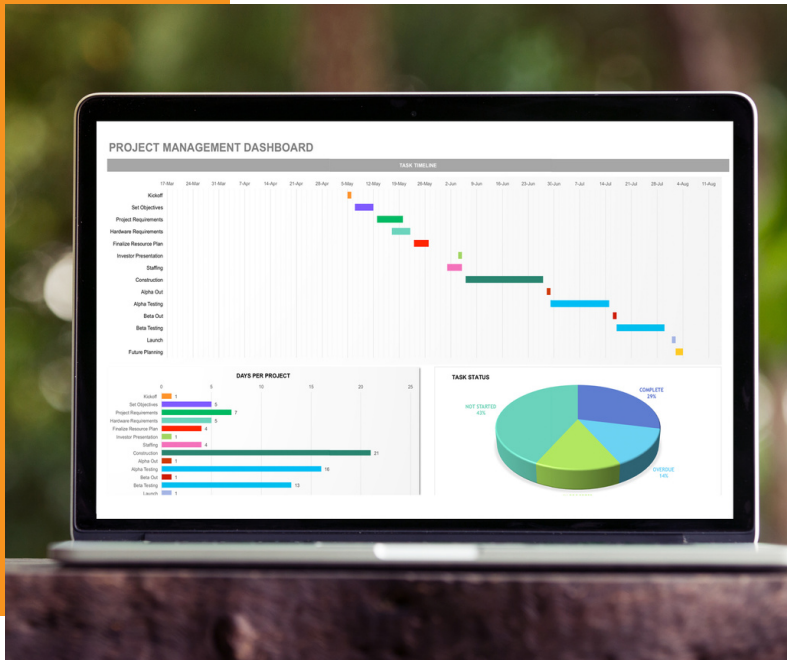 PROJECT MANAGEMENT DASHBOARD
TASK TIMELINE
17-Mar 24-Mar 31-Mar 7-Apr 14-Apr 21-Apr 28-Apr 5-May 12-May 19-May 26-May 2-Jun 9-Jun 16-Jun 23-Jun 30-Jun 7-Jul 14-Jul 21-Jul 28-Jul 4-Aug 11-Aug
Kickoff
Set Objectives
Project Requirements
Hardware Requirements
Finalize Resource Plan
Investor Presentation
Staffing
Construction
Alpha Out
Alpha Testing
Beta Out
Beta Testing
Launch
Future Planning
DAYS PER PROJECT
0 5 10 15 20 25
Kickoff 1
Set Objectives 5
Project Requirements 7
Hardware Requirements 5
Finalize Resource Plan 4
Investor Presentation 1
Staffing 4
Construction 21
Alpha Out 1
Alpha Testing 16
Beta Out 1
Beta Testing 13
Launch 1
TASK STATUS
COMPLETE
29%
NOT STARTED
43%
OVERDUE
14%